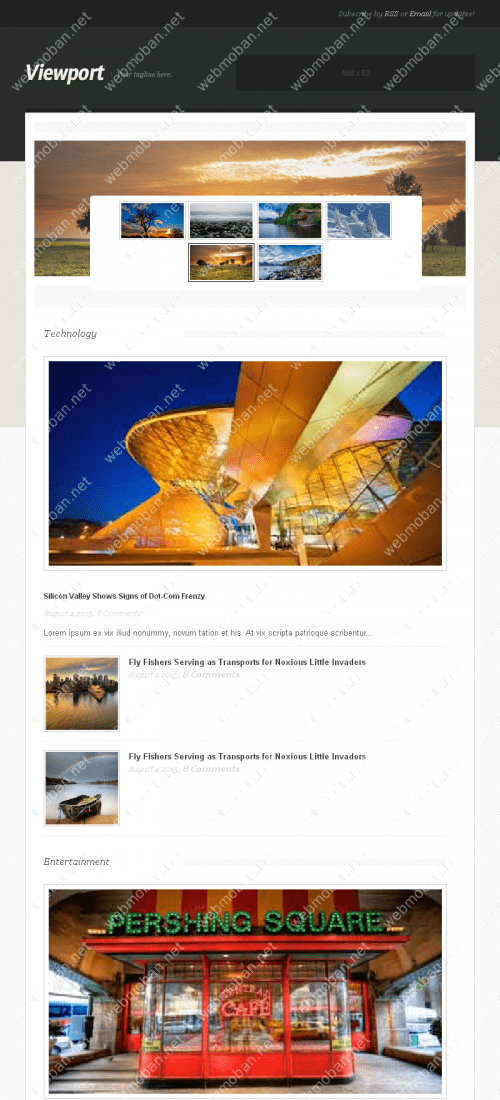 Subscribe by RSS or Email for updates!
Viewport
Your tagline here.
468 x 60
Technology
Silicon Valley Shows Signs of Dot-Com Frenzy
August 4 2015, 8 Comments
Lorem ipsum ex vix illud nonummy, novum tation et his. At vix scripta patrioque scribentur...
Fly Fishers Serving as Transports for Noxious Little Invaders
August 4 2015, 8 Comments
Fly Fishers Serving as Transports for Noxious Little Invaders
August 4 2015, 8 Comments
Entertainment
PERSHING SQUARE
CAFE
webmoban.net